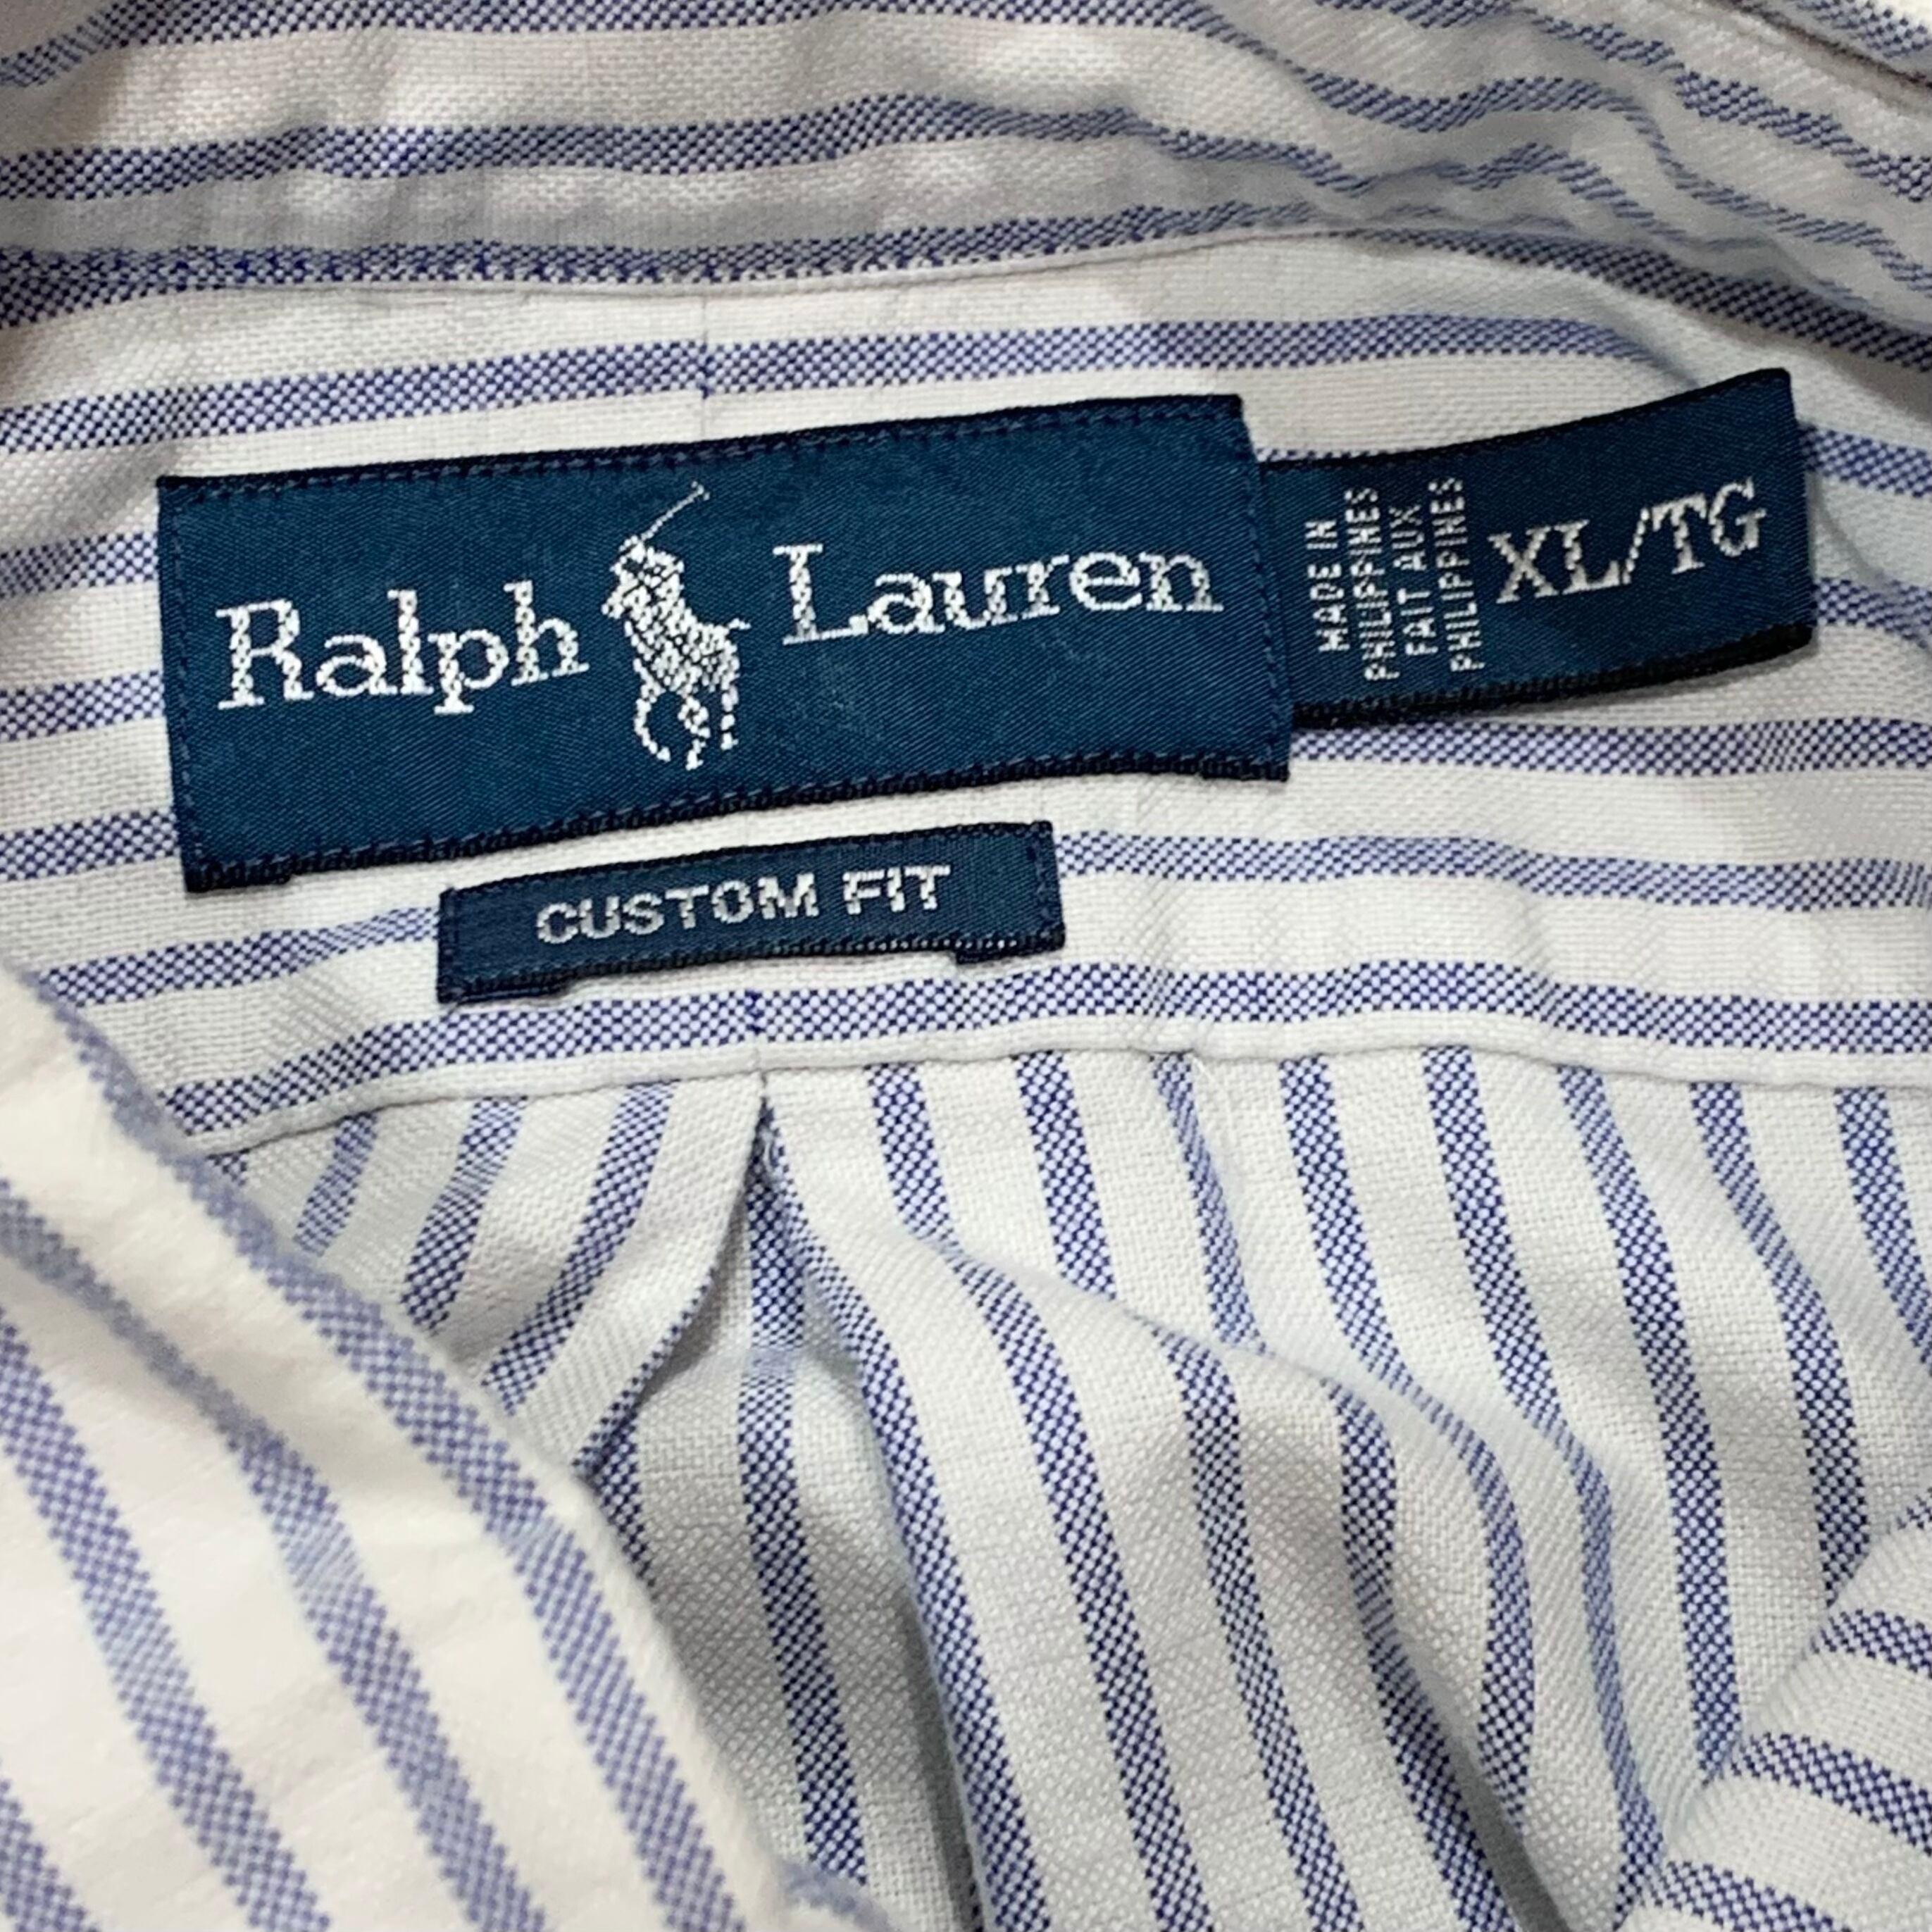 Ralph Lauren
MADE IN
PHILIPPINES
FAIT AUX
PHILIPPINES
XL/TG
CUSTOM FIT